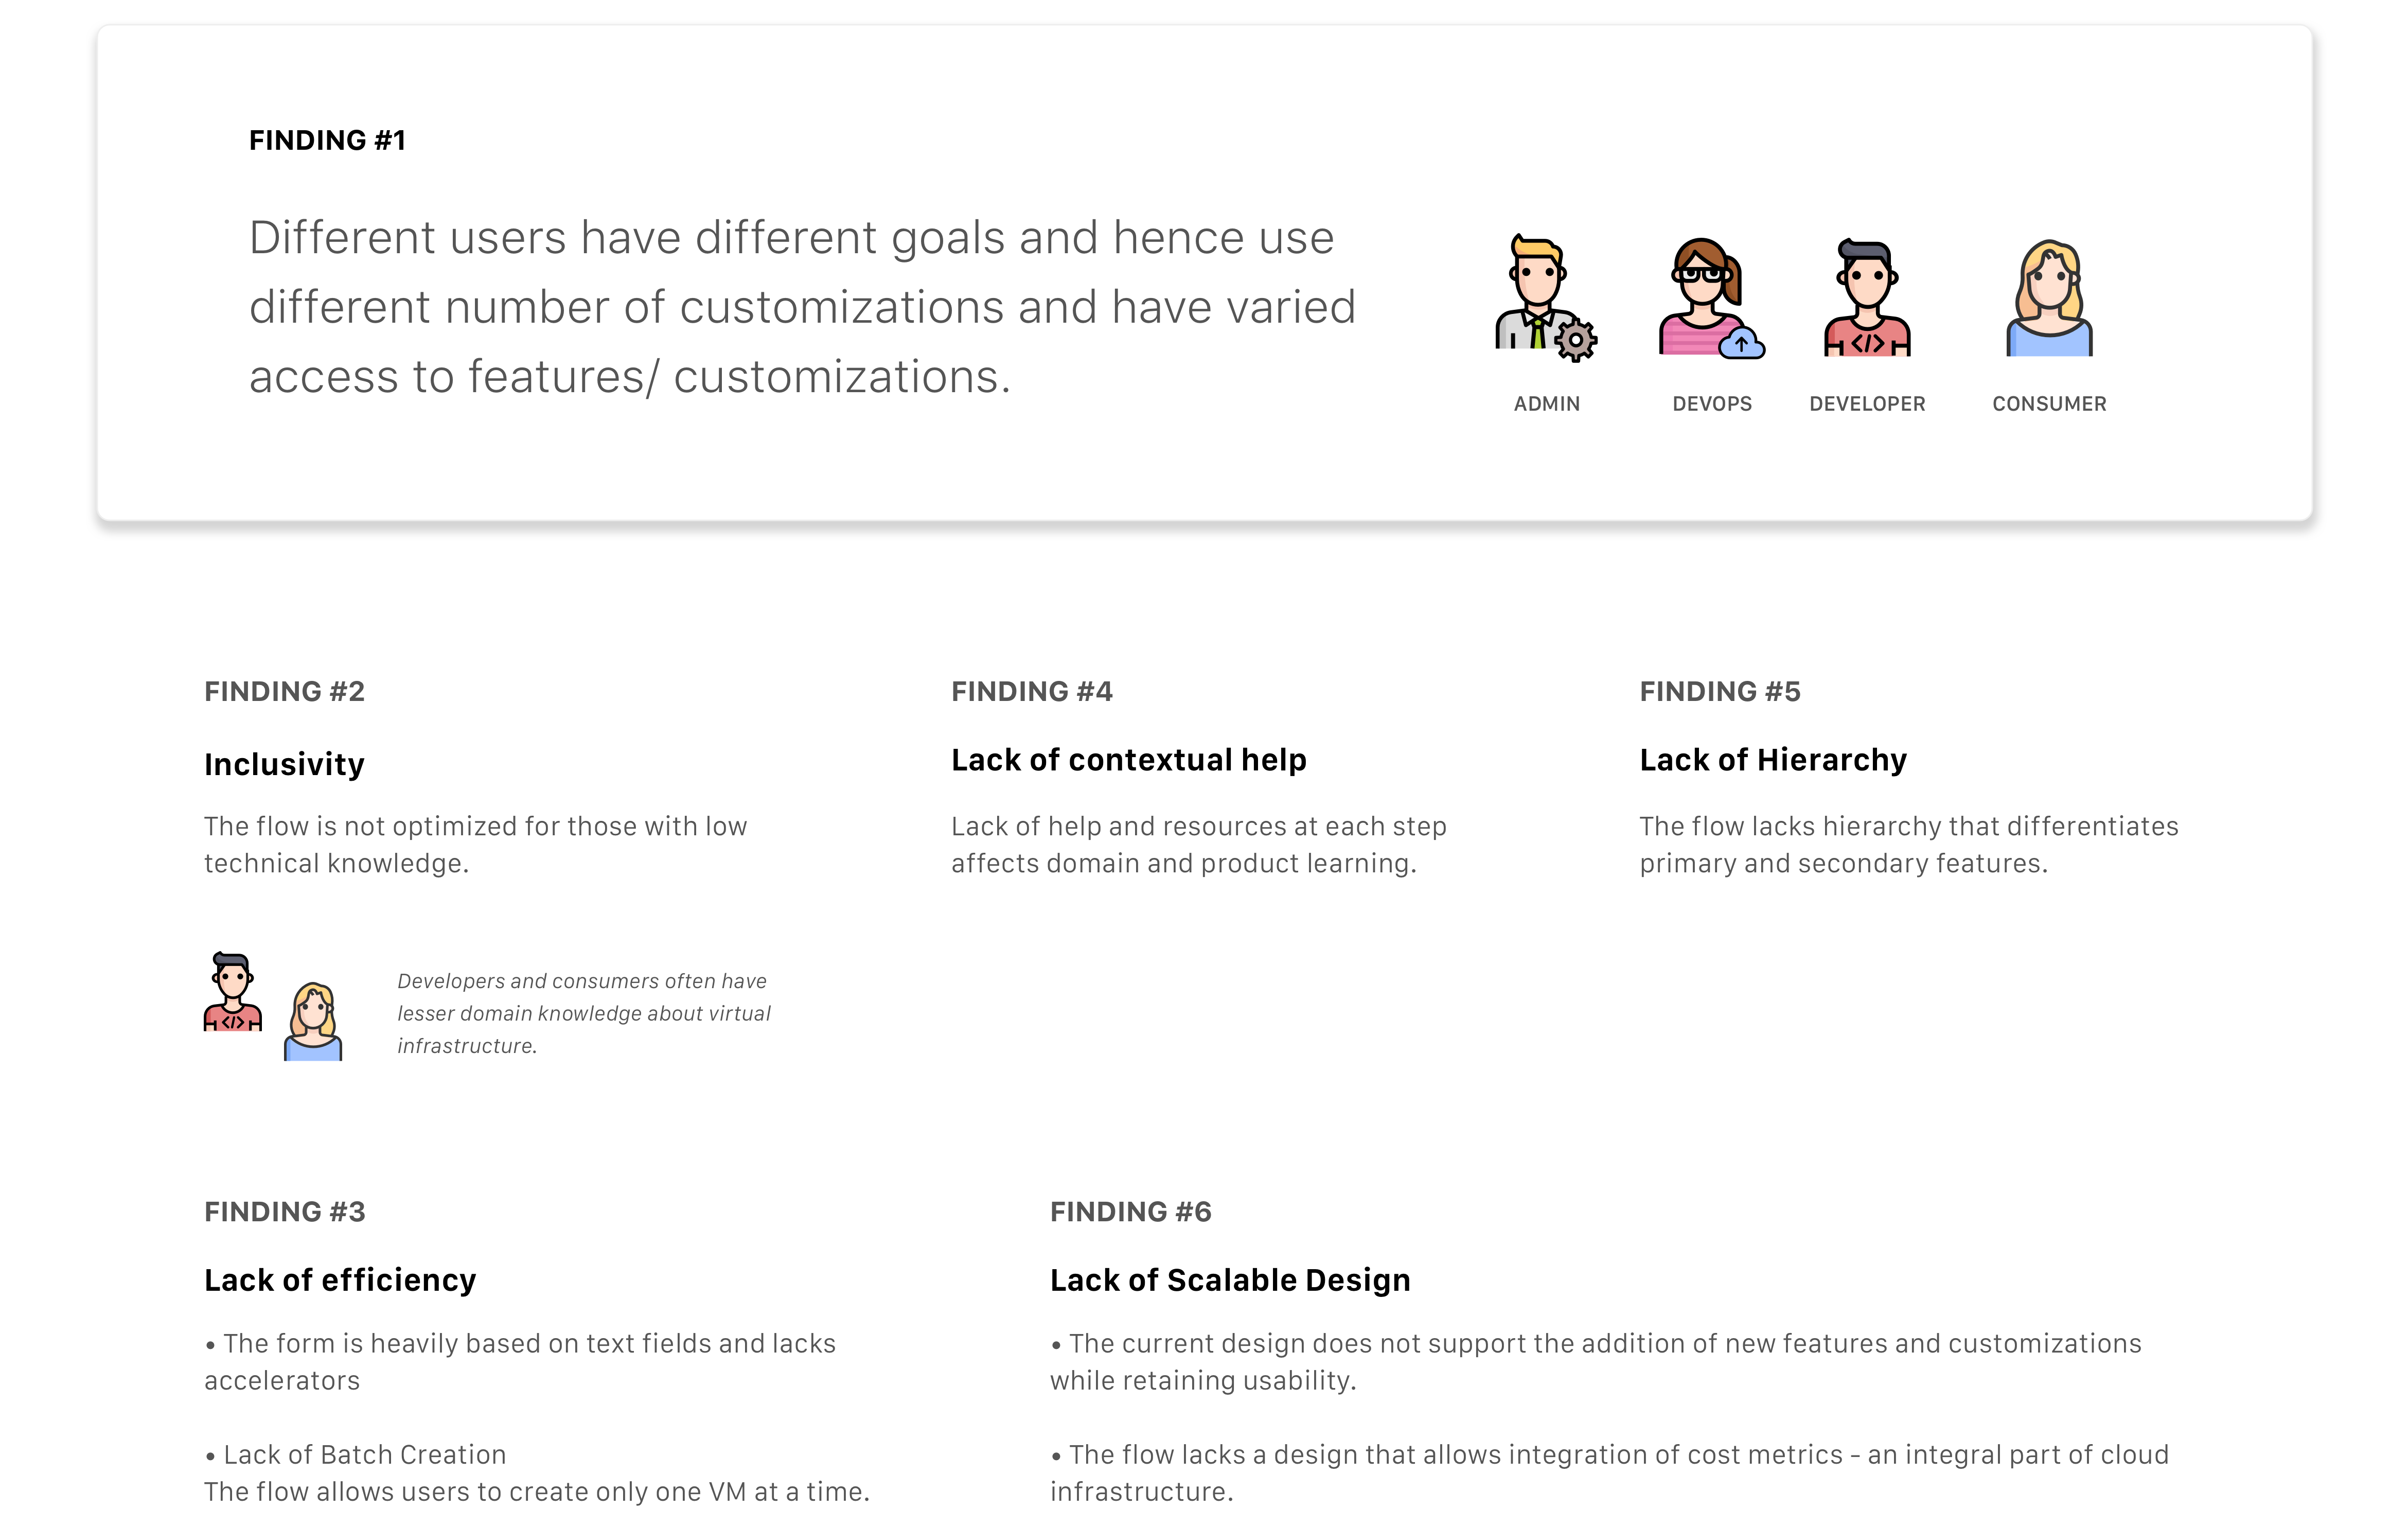 FINDING #1
Different users have different goals and hence use
different number of customizations and have varied
access to features/ customizations.
ADMIN
DEVOPS
DEVELOPER
CONSUMER
FINDING #2
Inclusivity
The flow is not optimized for those with low
technical knowledge.
</>
Developers and consumers often have
lesser domain knowledge about virtual
infrastructure.
FINDING #4
Lack of contextual help
Lack of help and resources at each step
affects domain and product learning.
FINDING #5
Lack of Hierarchy
The flow lacks hierarchy that differentiates
primary and secondary features.
FINDING #3
Lack of efficiency
• The form is heavily based on text fields and lacks
accelerators
• Lack of Batch Creation
The flow allows users to create only one VM at a time.
FINDING #6
Lack of Scalable Design
• The current design does not support the addition of new features and customizations
while retaining usability.
• The flow lacks a design that allows integration of cost metrics - an integral part of cloud
infrastructure.